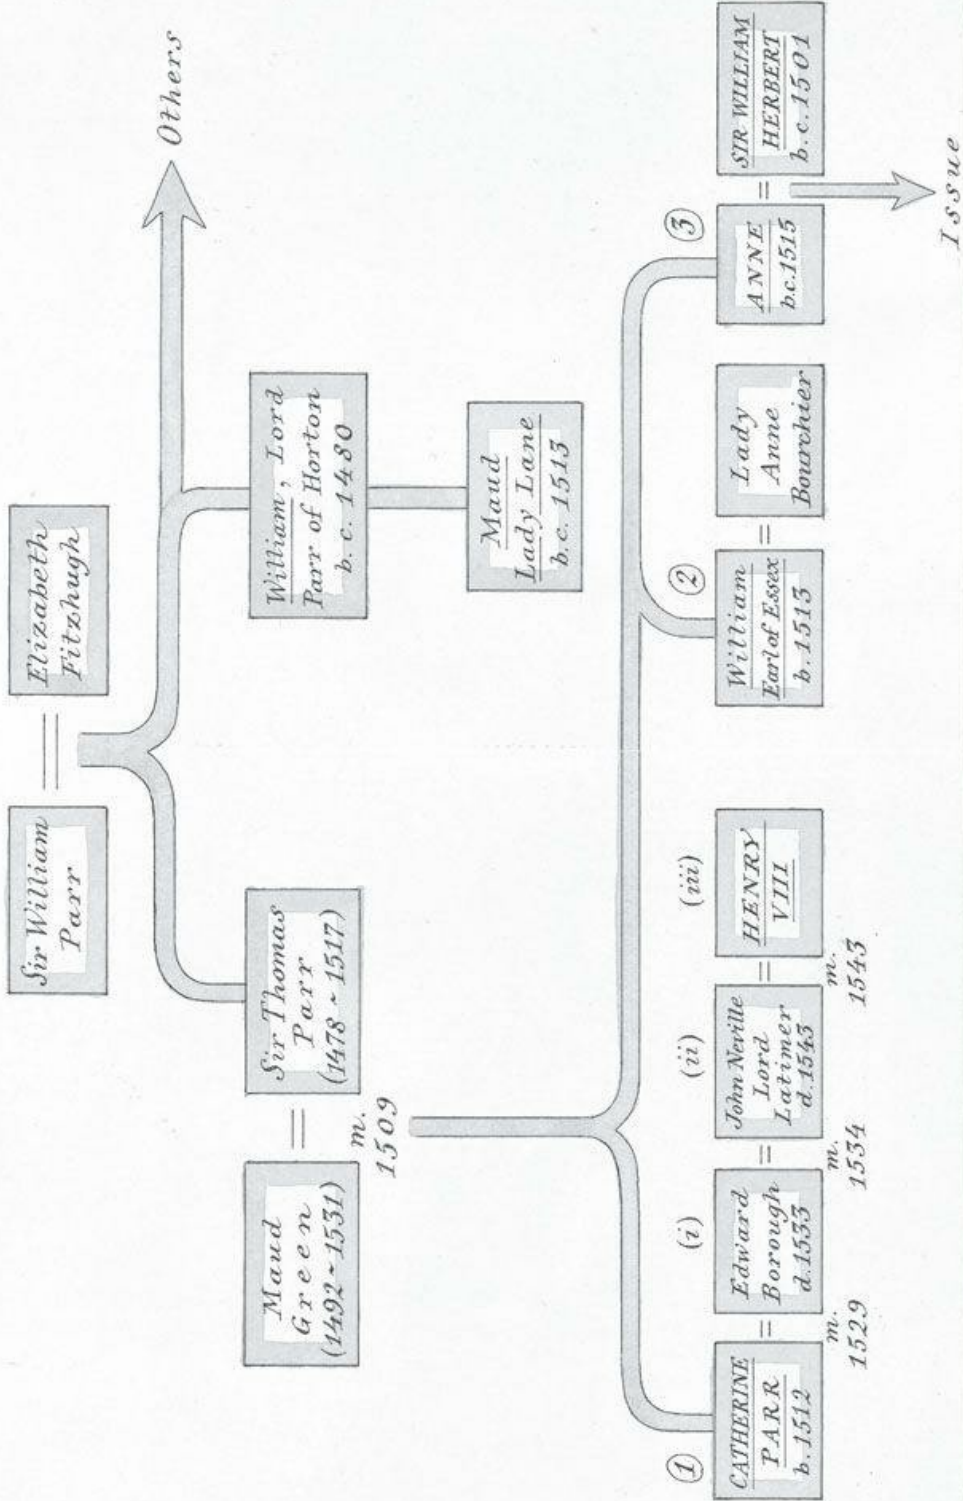 Sir William
Parr
Elizabeth
Fitzhugh
Others
Maud
Green
(1492~1531)
m.
1509
Sir Thomas
Parr
(1478~1517)
William, Lord
Parr of Horton
b. c. 1480
Maud
Lady Lane
b. c. 1513
①
CATHERINE
PARR
b. 1512
m.
1529
(i)
Edward
Borough
d. 1533
m.
1534
(ii)
John Neville
Lord
Latimer
d. 1543
m.
1543
(iii)
HENRY
VIII
②
William
Earl of Essex
b. 1513
Lady
Anne
Bourchier
③
ANNE
b.c. 1515
SIR WILLIAM
HERBERT
b. c. 1501
Issue